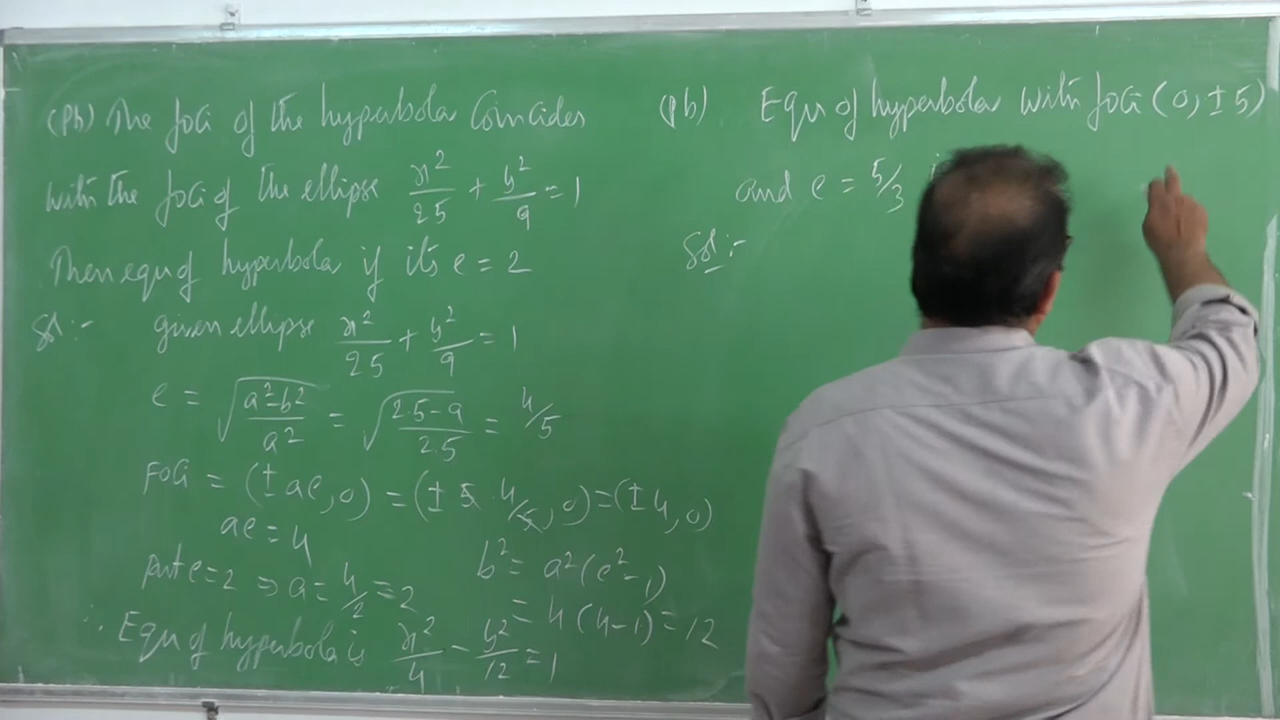 (Pb) The foci of the hyperbola Coincides
with the foci of the ellipse x²/25 + y²/9 = 1
Then equ of hyperbola if its e = 2
Sol:- given ellipse x²/25 + y²/9 = 1
e = √(a²-b²/a²) = √(25-9/25) = 4/5
Foci = (±ae, 0) = (±5·4/5, 0) = (±4, 0)
ae = 4
put e = 2 ⇒ a = 4/2 = 2
b² = a²(e²-1)
= 4(4-1) = 12
∴ Equ of hyperbola is x²/4 - y²/12 = 1
(Pb) Equ of hyperbola with foci (0, ±5)
and e = 5/3
Sol:-